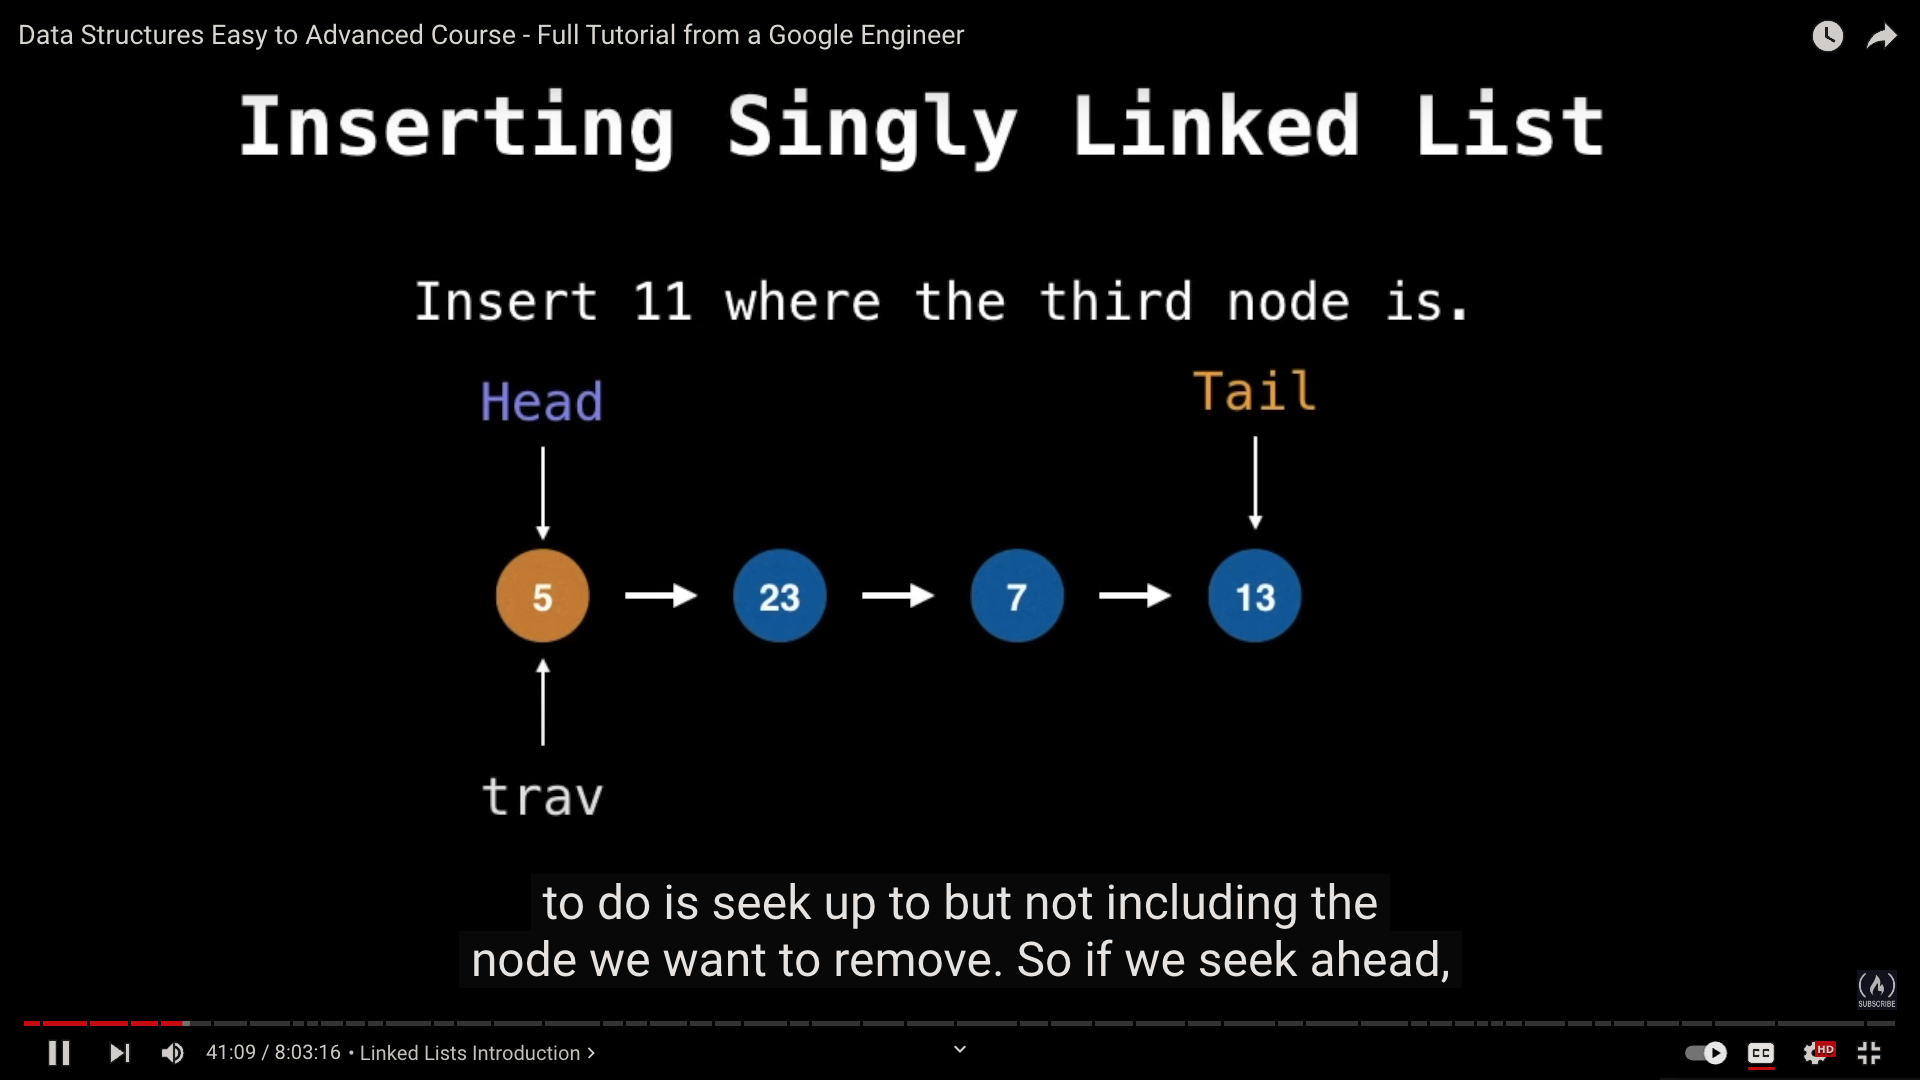 Data Structures Easy to Advanced Course - Full Tutorial from a Google Engineer
Inserting Singly Linked List
Insert 11 where the third node is.
Head
Tail
5
23
7
13
trav
to do is seek up to but not including the
node we want to remove. So if we seek ahead,
SUBSCRIBE
41:09 / 8:03:16 • Linked Lists Introduction
CC
HD